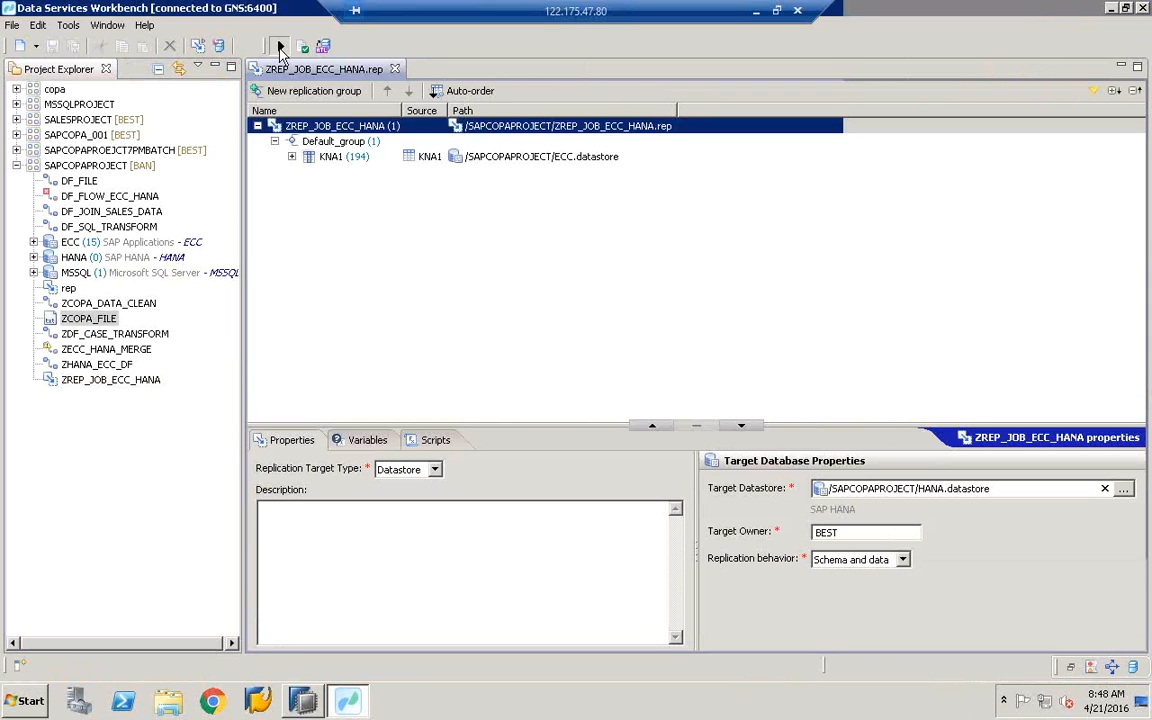 Data Services Workbench [connected to GNS:6400]
122.175.47.80
File Edit Tools Window Help
Project Explorer
ZREP_JOB_ECC_HANA.rep
copa
MSSQLPROJECT
SALESPROJECT [BEST]
SAPCOPA_001 [BEST]
SAPCOPAPROEJCT7PMBATCH [BEST]
SAPCOPAPROJECT [BAN]
DF_FILE
DF_FLOW_ECC_HANA
DF_JOIN_SALES_DATA
DF_SQL_TRANSFORM
ECC (15) SAP Applications - ECC
HANA (0) SAP HANA - HANA
MSSQL (1) Microsoft SQL Server - MSSQL
rep
ZCOPA_DATA_CLEAN
ZCOPA_FILE
ZDF_CASE_TRANSFORM
ZECC_HANA_MERGE
ZHANA_ECC_DF
ZREP_JOB_ECC_HANA
New replication group Auto-order
Name Source Path
ZREP_JOB_ECC_HANA (1) /SAPCOPAPROJECT/ZREP_JOB_ECC_HANA.rep
Default_group (1)
KNA1 (194) KNA1 /SAPCOPAPROJECT/ECC.datastore
Properties Variables Scripts
ZREP_JOB_ECC_HANA properties
Replication Target Type: * Datastore
Description:
Target Database Properties
Target Datastore: * /SAPCOPAPROJECT/HANA.datastore
SAP HANA
Target Owner: * BEST
Replication behavior: * Schema and data
Start
8:48 AM
4/21/2016